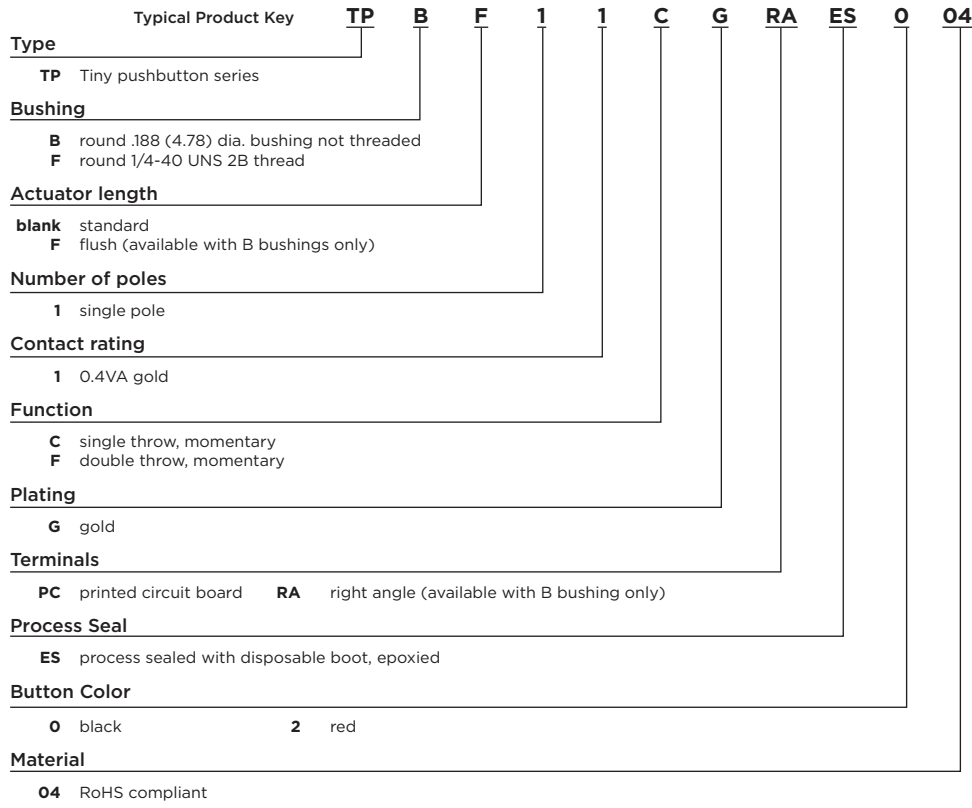 Typical Product Key TP B F 1 1 C G RA ES 0 04
Type
TP Tiny pushbutton series
Bushing
B round .188 (4.78) dia. bushing not threaded
F round 1/4-40 UNS 2B thread
Actuator length
blank standard
F flush (available with B bushings only)
Number of poles
1 single pole
Contact rating
1 0.4VA gold
Function
C single throw, momentary
F double throw, momentary
Plating
G gold
Terminals
PC printed circuit board RA right angle (available with B bushing only)
Process Seal
ES process sealed with disposable boot, epoxied
Button Color
0 black 2 red
Material
04 RoHS compliant